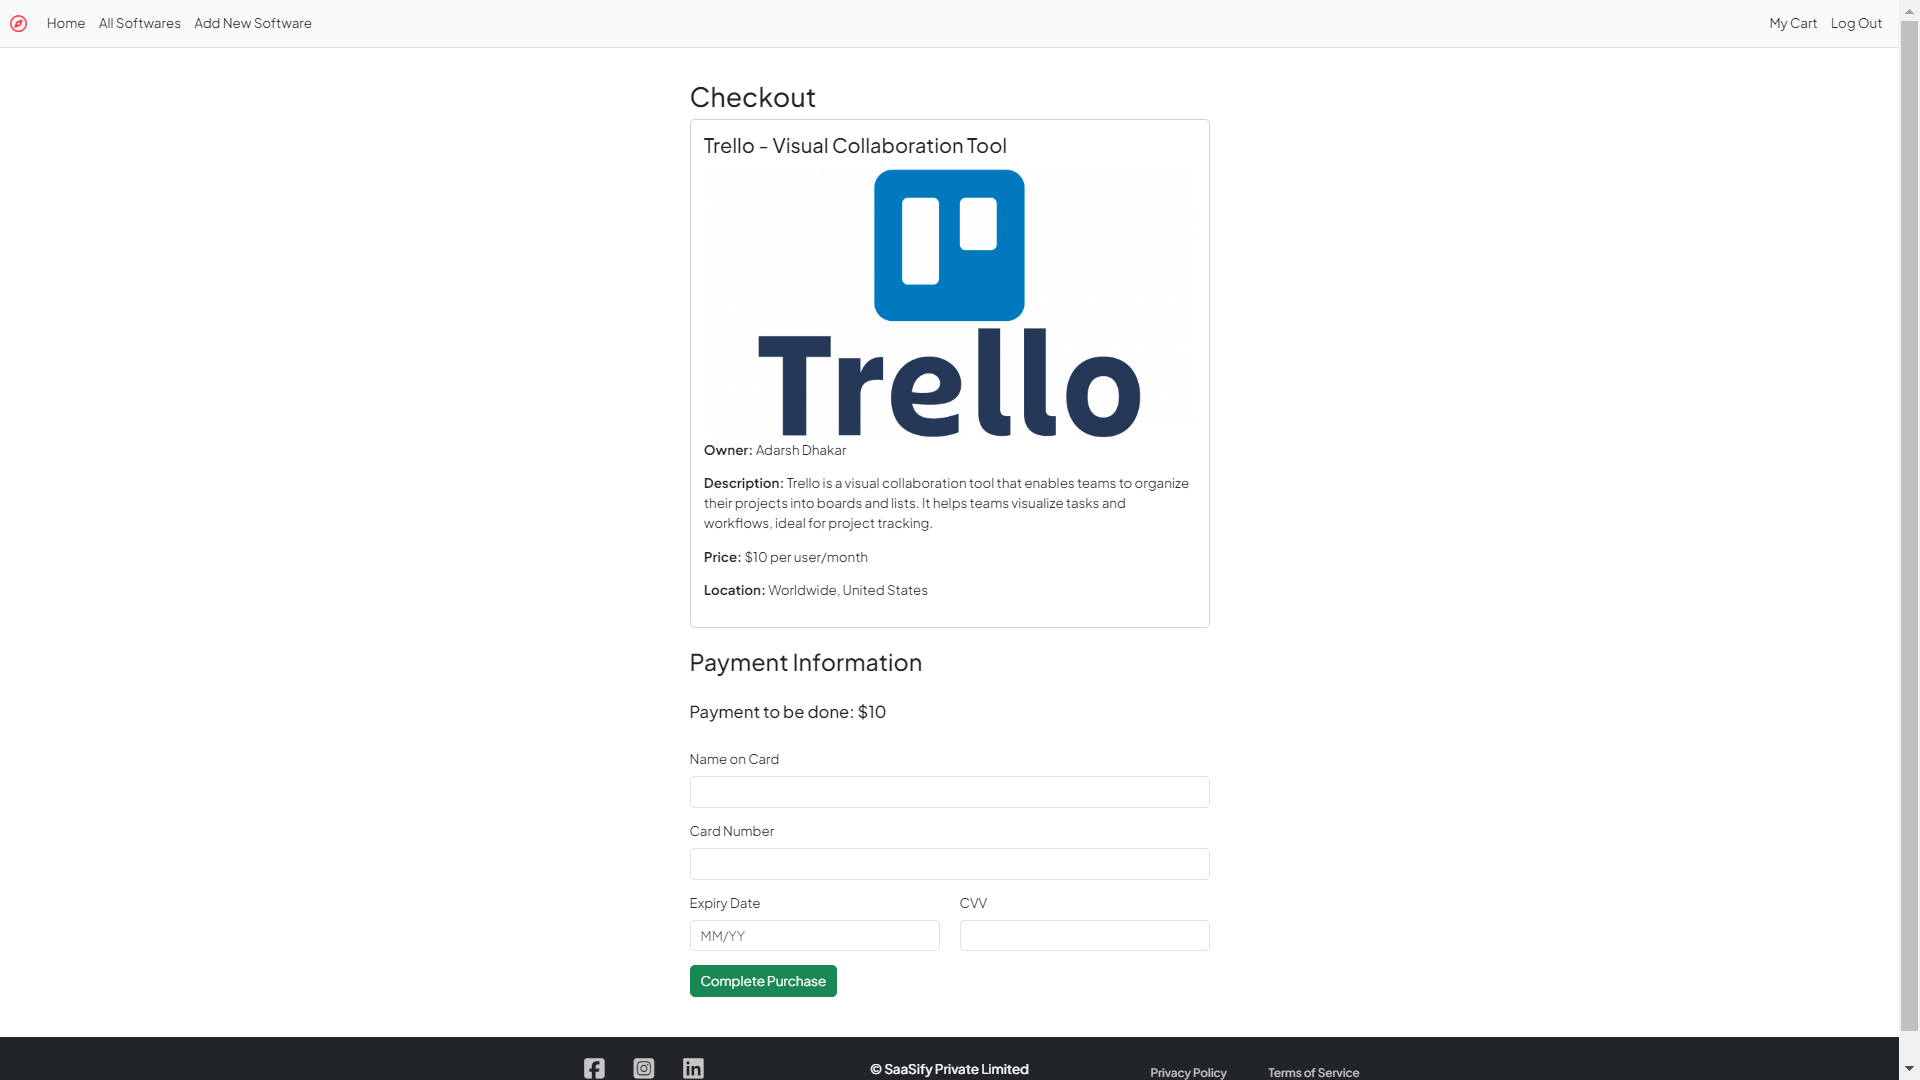 Home All Softwares Add New Software My Cart Log Out
Checkout
Trello - Visual Collaboration Tool
Trello
Owner: Adarsh Dhakar
Description: Trello is a visual collaboration tool that enables teams to organize
their projects into boards and lists. It helps teams visualize tasks and
workflows, ideal for project tracking.
Price: $10 per user/month
Location: Worldwide, United States
Payment Information
Payment to be done: $10
Name on Card
Card Number
Expiry Date CVV
MM/YY
Complete Purchase
© SaaSify Private Limited Privacy Policy Terms of Service